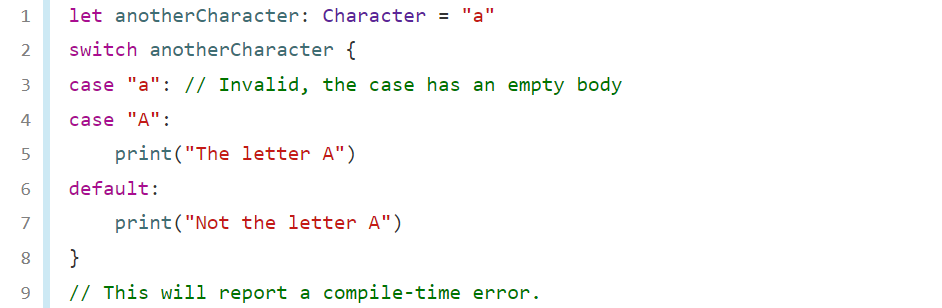 1 let anotherCharacter: Character = "a"
2 switch anotherCharacter {
3 case "a": // Invalid, the case has an empty body
4 case "A":
5     print("The letter A")
6 default:
7     print("Not the letter A")
8 }
9 // This will report a compile-time error.